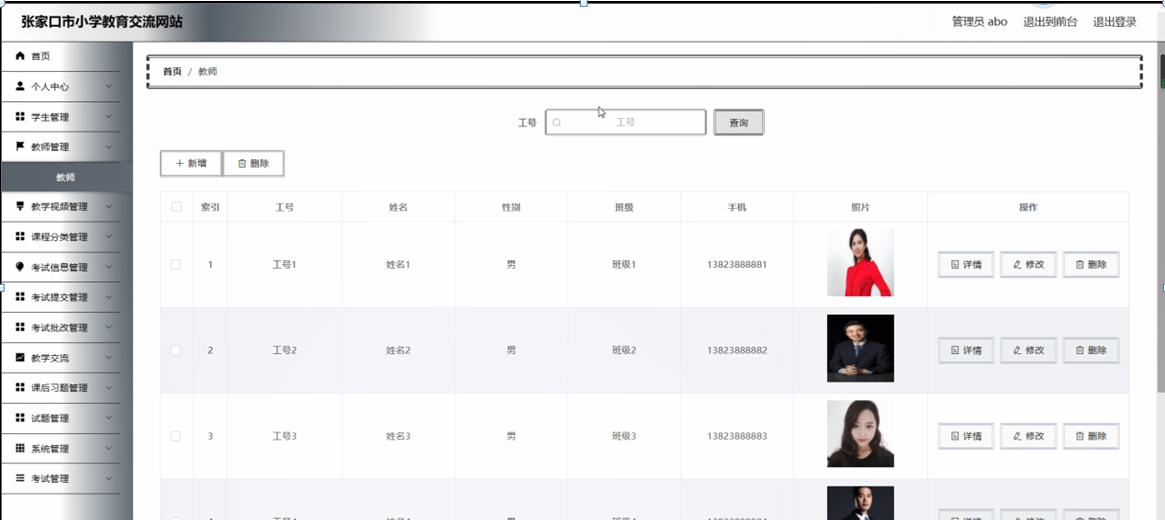 张家口市小学教育交流网站
管理员 abo 退出到前台 退出登录
首页
个人中心
学生管理
教师管理
教师
教学视频管理
课程分类管理
考试信息管理
考试提交管理
考试批改管理
教学交流
课后习题管理
试题管理
系统管理
考试管理
首页 / 教师
工号 工号 查询
新增 删除
索引 工号 姓名 性别 班级 手机 照片 操作
1 工号1 姓名1 男 班级1 13823888881 详情 修改 删除
2 工号2 姓名2 男 班级2 13823888882 详情 修改 删除
3 工号3 姓名3 男 班级3 13823888883 详情 修改 删除